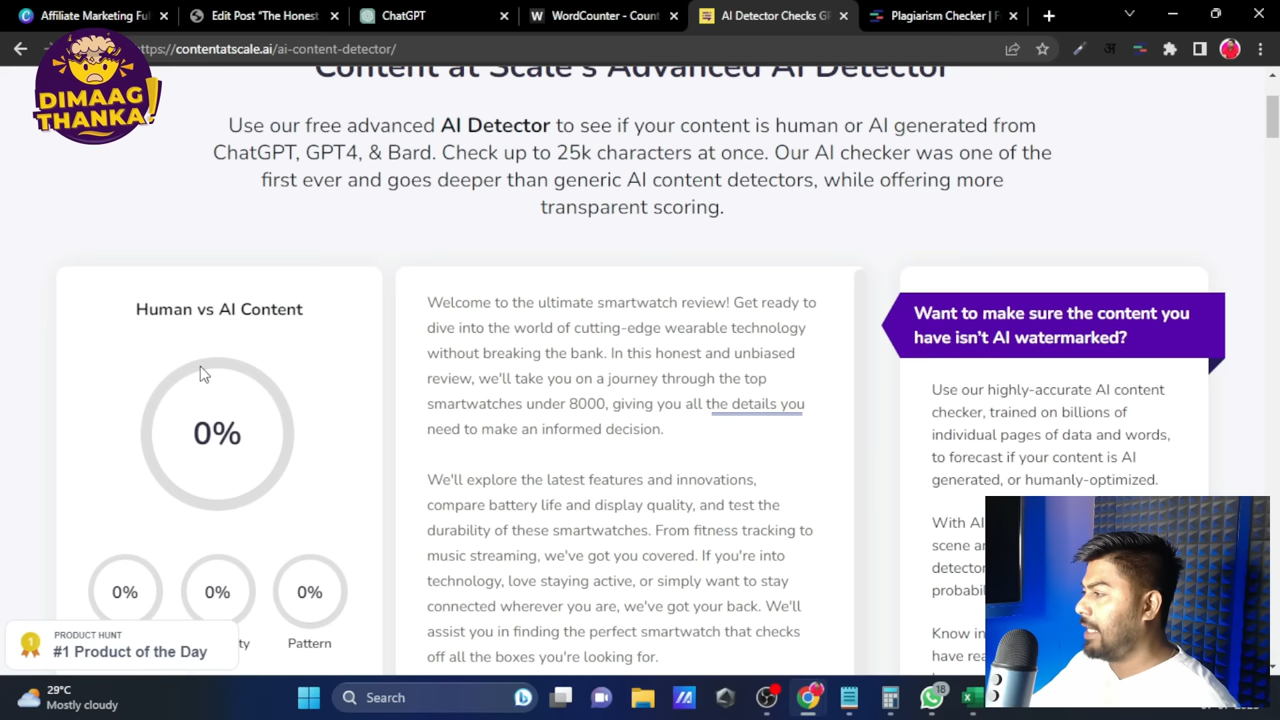 Affiliate Marketing Ful
Edit Post "The Honest
ChatGPT
WordCounter - Count
AI Detector Checks GP
Plagiarism Checker | F
https://contentatscale.ai/ai-content-detector/
DIMAAG
THANKA!
Content at Scale's Advanced AI Detector
Use our free advanced AI Detector to see if your content is human or AI generated from
ChatGPT, GPT4, & Bard. Check up to 25k characters at once. Our AI checker was one of the
first ever and goes deeper than generic AI content detectors, while offering more
transparent scoring.
Human vs AI Content
0%
0%
0%
0%
Pattern
PRODUCT HUNT
#1 Product of the Day
Welcome to the ultimate smartwatch review! Get ready to
dive into the world of cutting-edge wearable technology
without breaking the bank. In this honest and unbiased
review, we'll take you on a journey through the top
smartwatches under 8000, giving you all the details you
need to make an informed decision.
We'll explore the latest features and innovations,
compare battery life and display quality, and test the
durability of these smartwatches. From fitness tracking to
music streaming, we've got you covered. If you're into
technology, love staying active, or simply want to stay
connected wherever you are, we've got your back. We'll
assist you in finding the perfect smartwatch that checks
off all the boxes you're looking for.
Want to make sure the content you
have isn't AI watermarked?
Use our highly-accurate AI content
checker, trained on billions of
individual pages of data and words,
to forecast if your content is AI
generated, or humanly-optimized.
With AI
scene
detector
probabi
Know in
have rea
29°C
Mostly cloudy
Search
18